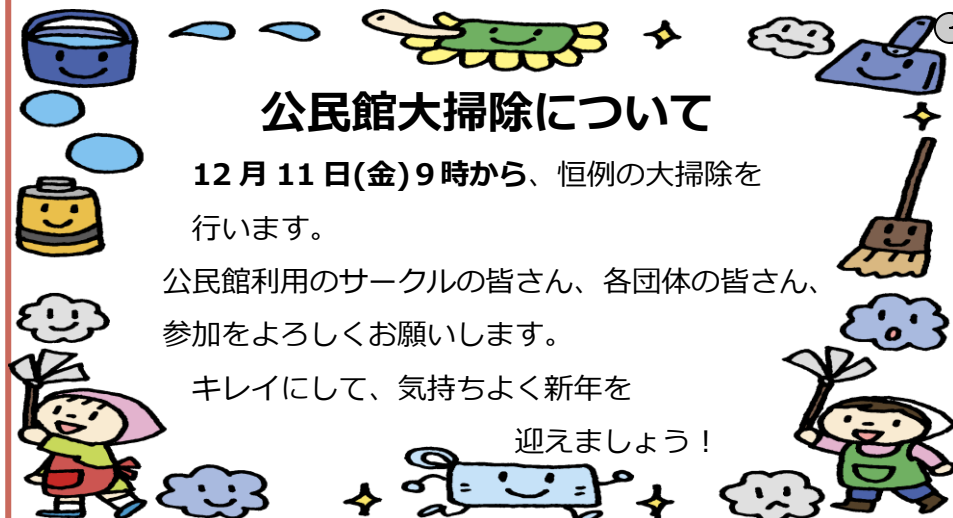 公民館大掃除について
12月11日(金)9時から、恒例の大掃除を
行います。
公民館利用のサークルの皆さん、各団体の皆さん、
参加をよろしくお願いします。
キレイにして、気持ちよく新年を
迎えましょう！